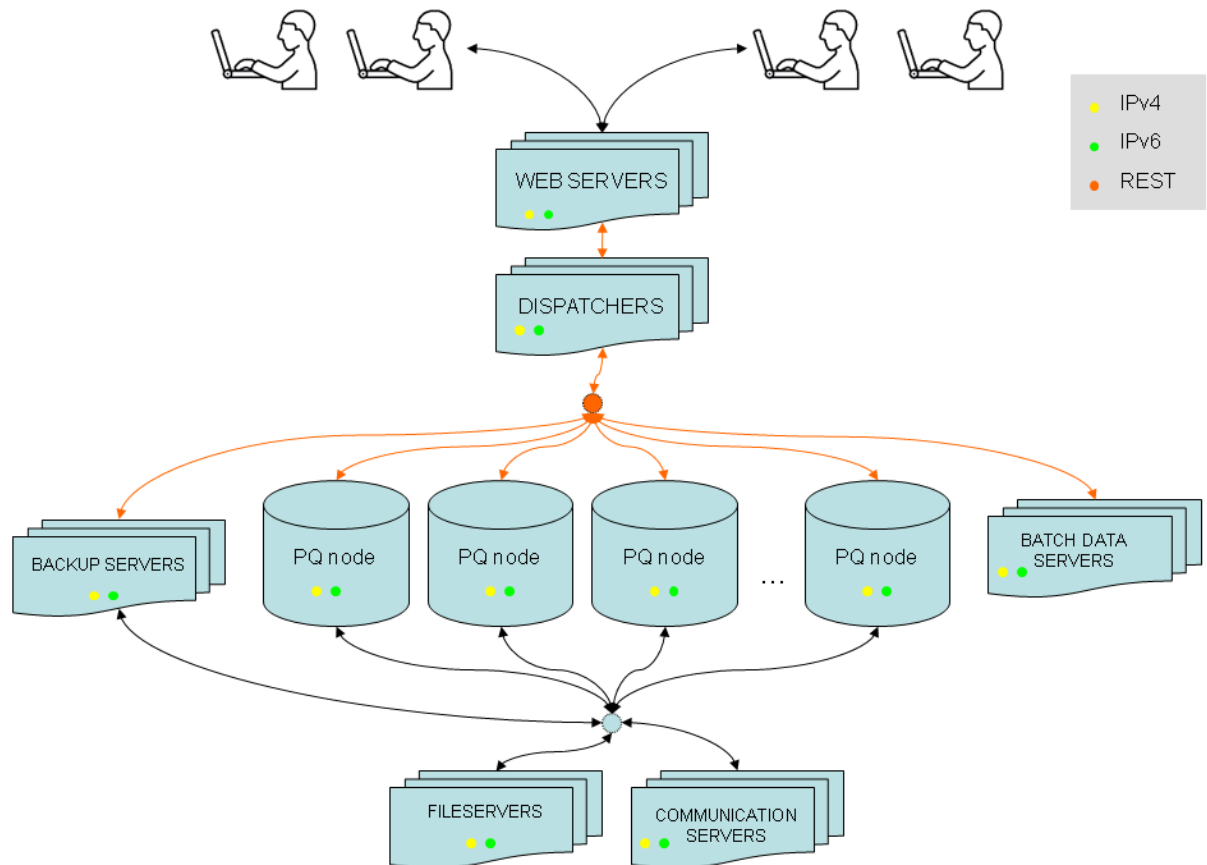 IPv4
IPv6
REST
WEB SERVERS
DISPATCHERS
BACKUP SERVERS
PQ node
PQ node
PQ node
...
PQ node
BATCH DATA
SERVERS
FILESERVERS
COMMUNICATION
SERVERS